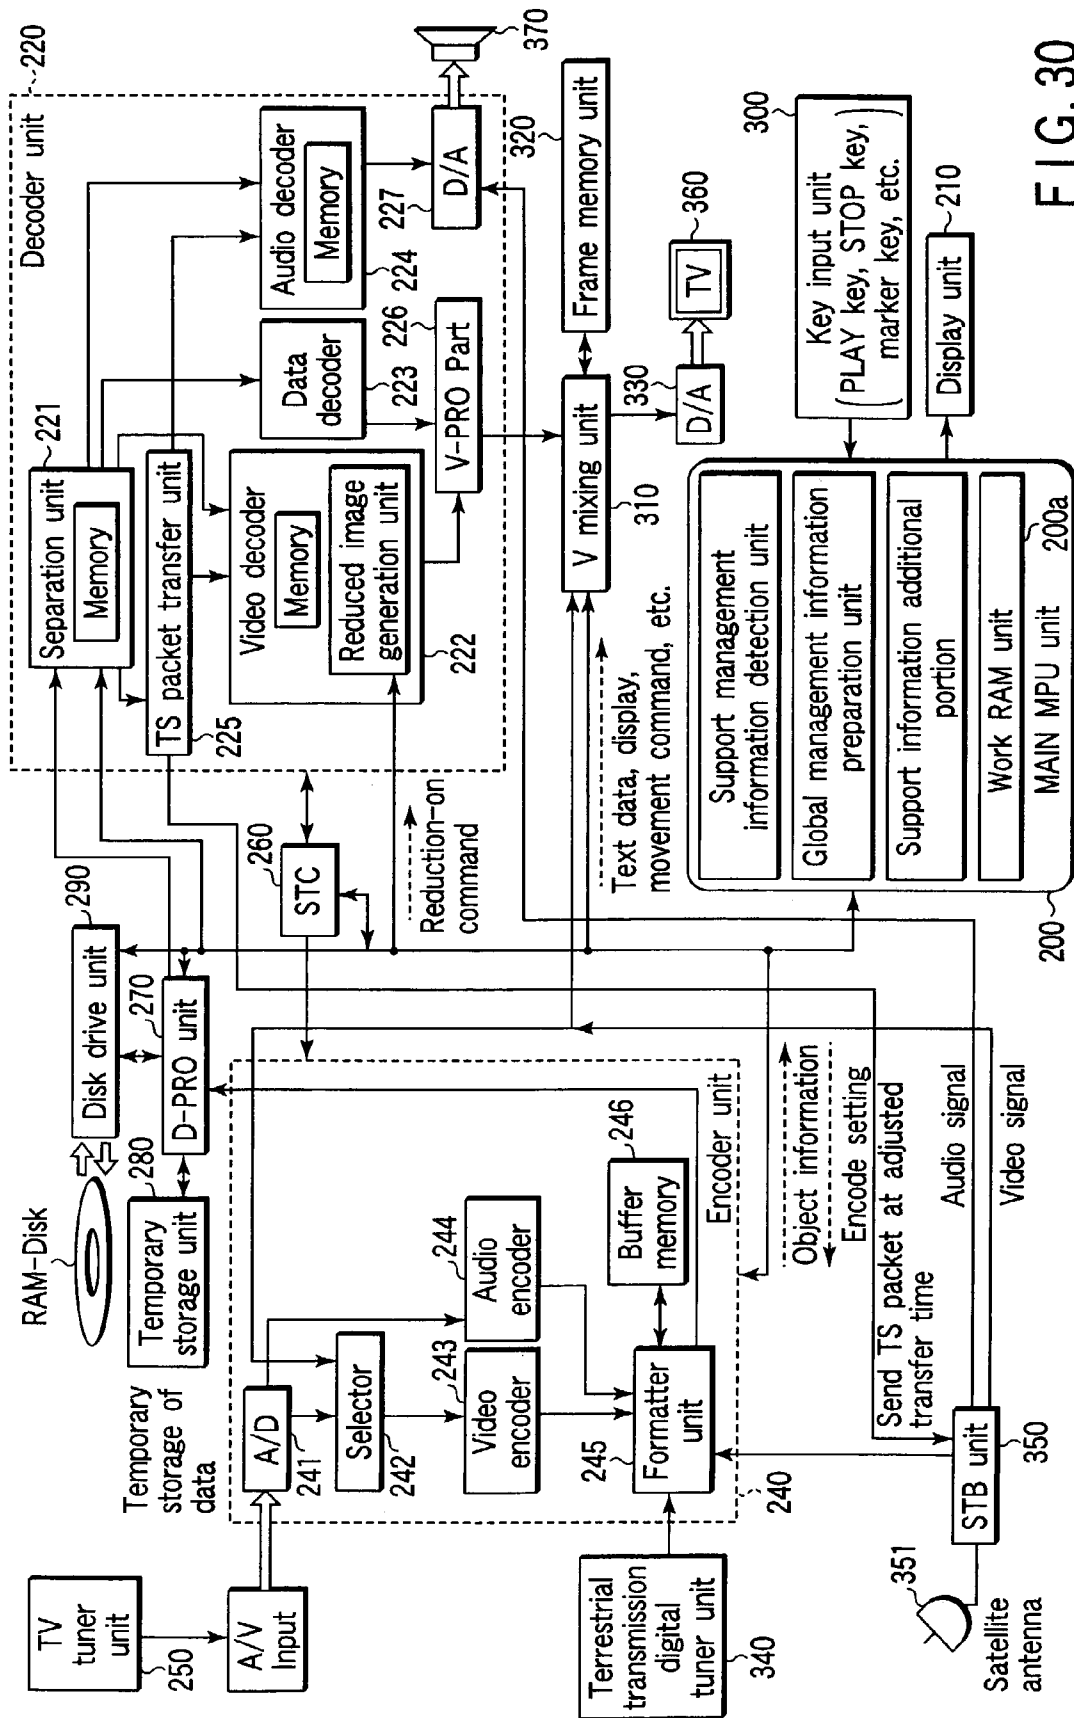 TV
tuner
unit
250
A/V
Input
Temporary
storage of
data
RAM-Disk
Temporary
storage unit
280
Disk drive unit
290
D-PRO unit
270
STC
260
Reduction-on
command
Decoder unit
220
Separation unit
Memory
221
TS packet transfer unit
225
Video decoder
Memory
Reduced image
generation unit
222
Data
decoder
223
Audio decoder
Memory
224
V-PRO Part
226
D/A
227
370
A/D
241
Selector
242
Video
encoder
243
Audio
encoder
244
Formatter
unit
245
Buffer
memory
246
Encoder unit
240
Terrestrial
transmission
digital
tuner unit
340
Satellite
antenna
351
STB unit
350
Object information
Encode setting
Send TS packet at adjusted
transfer time
Audio signal
Video signal
Text data, display,
movement command, etc.
V mixing unit
310
Frame memory unit
320
D/A
330
TV
360
Support management
information detection unit
Global management information
preparation unit
Support information additional
portion
Work RAM unit
200a
MAIN MPU unit
200
Key input unit
(PLAY key, STOP key,
marker key, etc.)
300
Display unit
210
FIG. 30